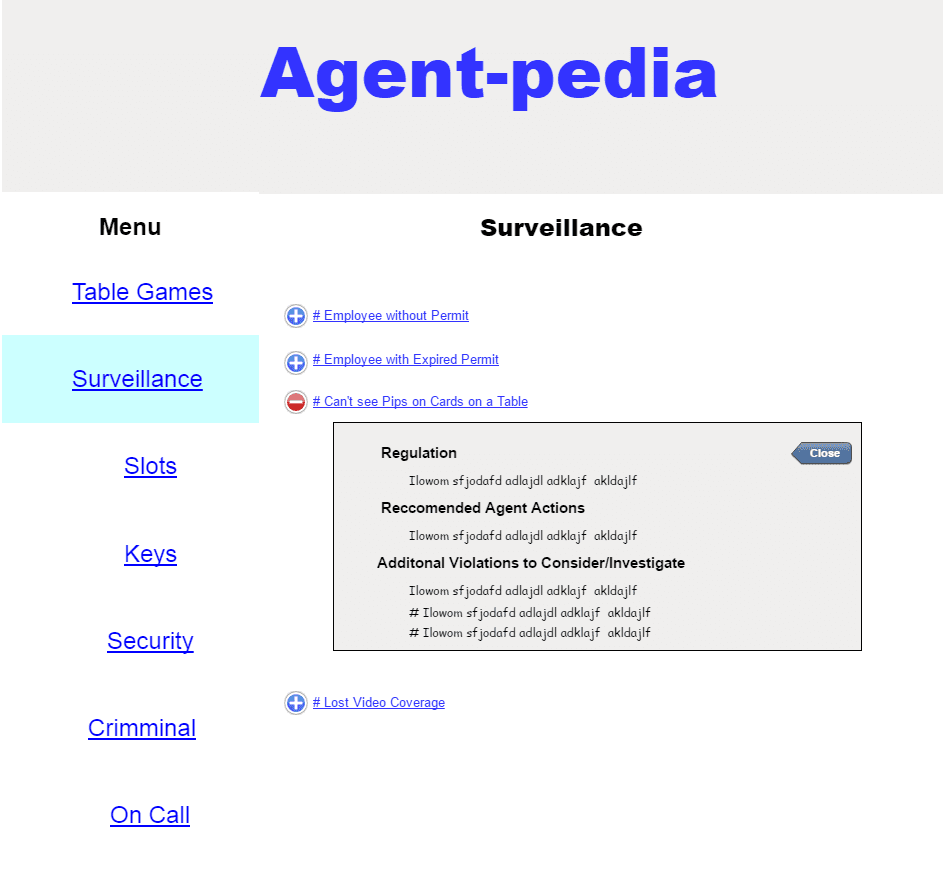 Agent-pedia
Menu
Table Games
Surveillance
Slots
Keys
Security
Crimminal
On Call
Surveillance
# Employee without Permit
# Employee with Expired Permit
# Can't see Pips on Cards on a Table
Regulation
Close
Ilowom sfjodafd adlajdl adklajf akldajlf
Reccomended Agent Actions
Ilowom sfjodafd adlajdl adklajf akldajlf
Additonal Violations to Consider/Investigate
Ilowom sfjodafd adlajdl adklajf akldajlf
# Ilowom sfjodafd adlajdl adklajf akldajlf
# Ilowom sfjodafd adlajdl adklajf akldajlf
# Lost Video Coverage